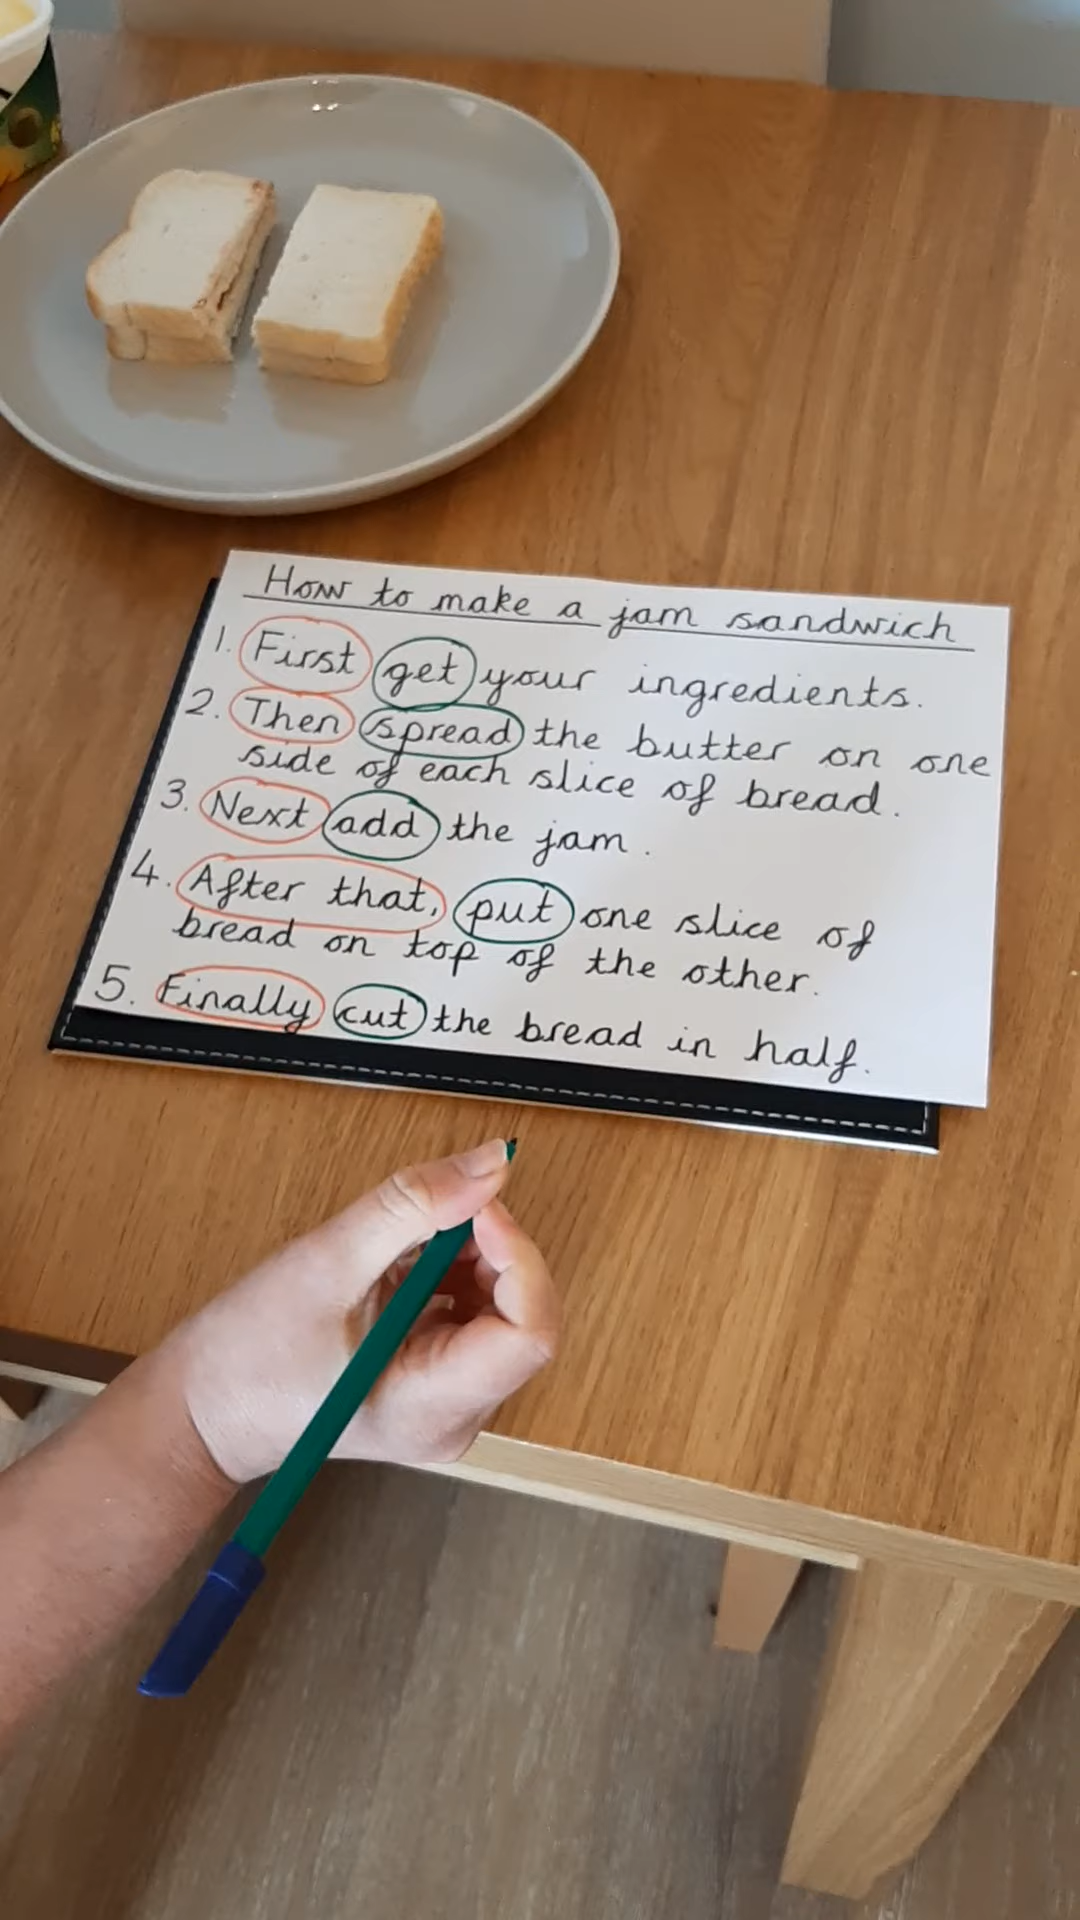 How to make a jam sandwich
1. First get your ingredients.
2. Then spread the butter on one
side of each slice of bread.
3. Next add the jam.
4. After that, put one slice of
bread on top of the other.
5. Finally cut the bread in half.